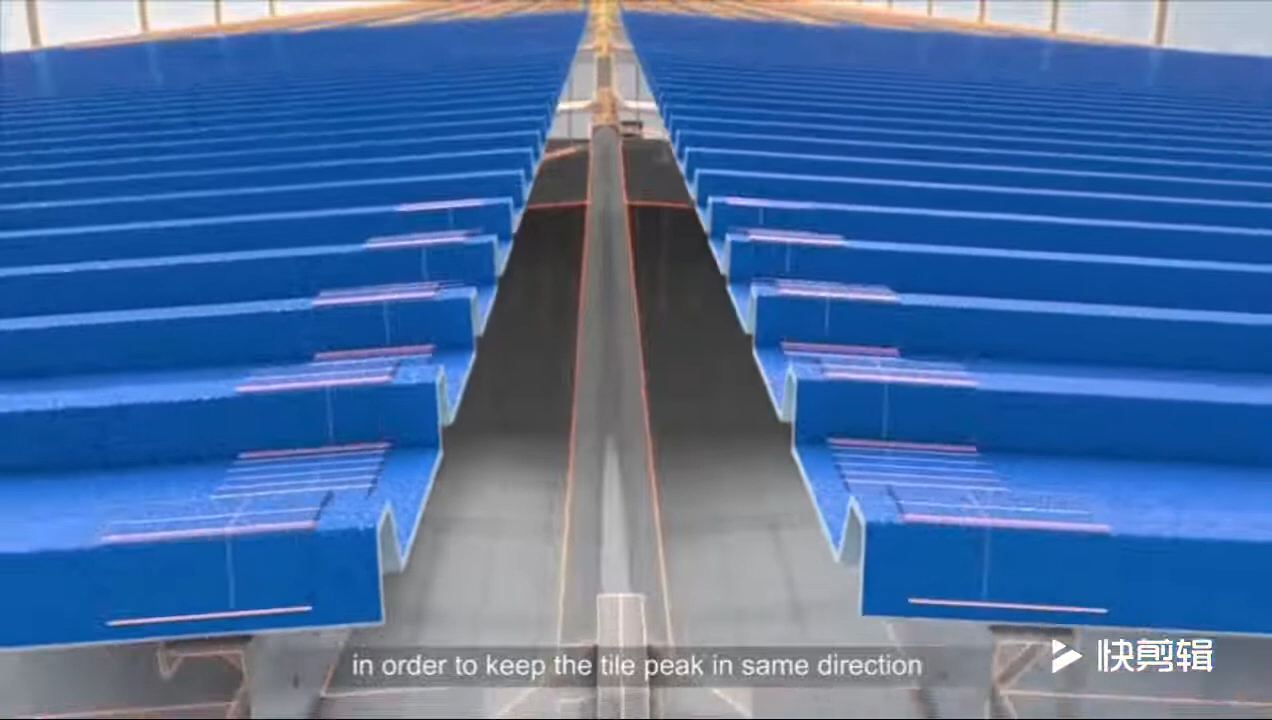 in order to keep the tile peak in same direction
快剪辑